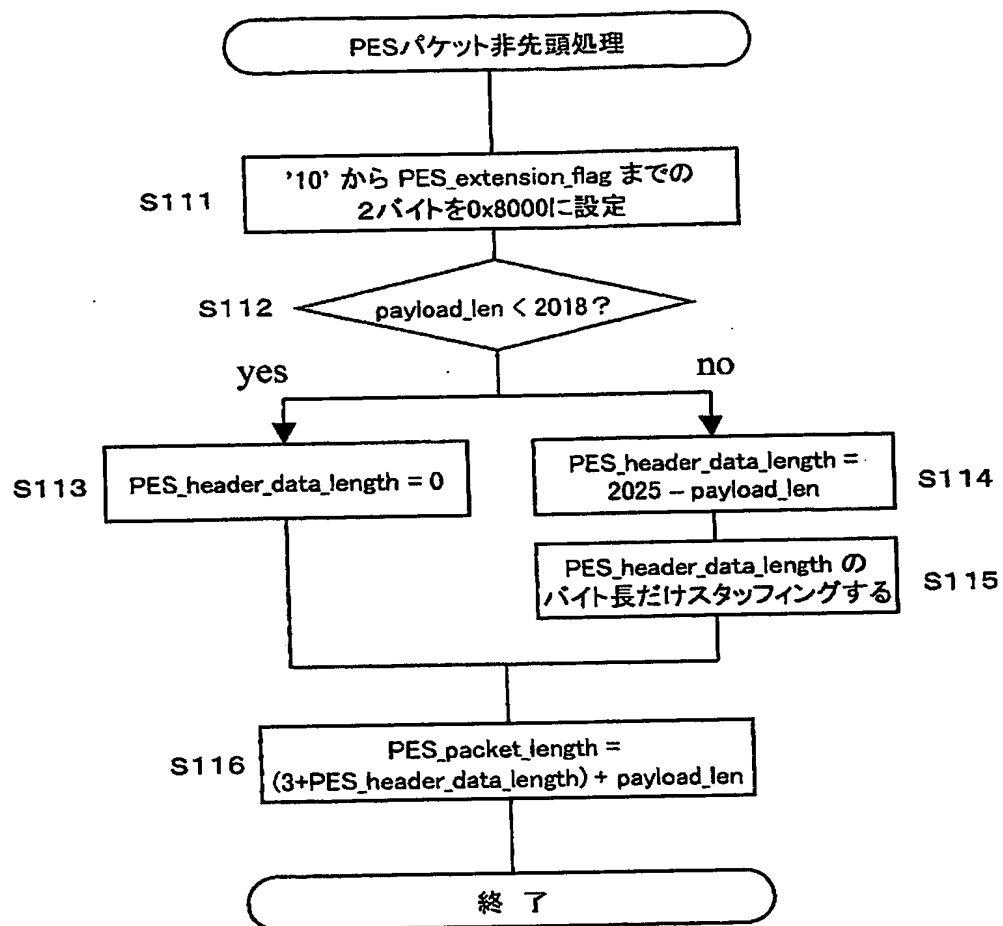 PESパケット非先頭処理
S111
'10' から PES_extension_flag までの
2バイトを0x8000に設定
S112
payload_len < 2018?
yes
no
S113
PES_header_data_length = 0
PES_header_data_length =
2025 – payload_len
S114
PES_header_data_length の
バイト長だけスタッフィングする
S115
S116
PES_packet_length =
(3+PES_header_data_length) + payload_len
終 了